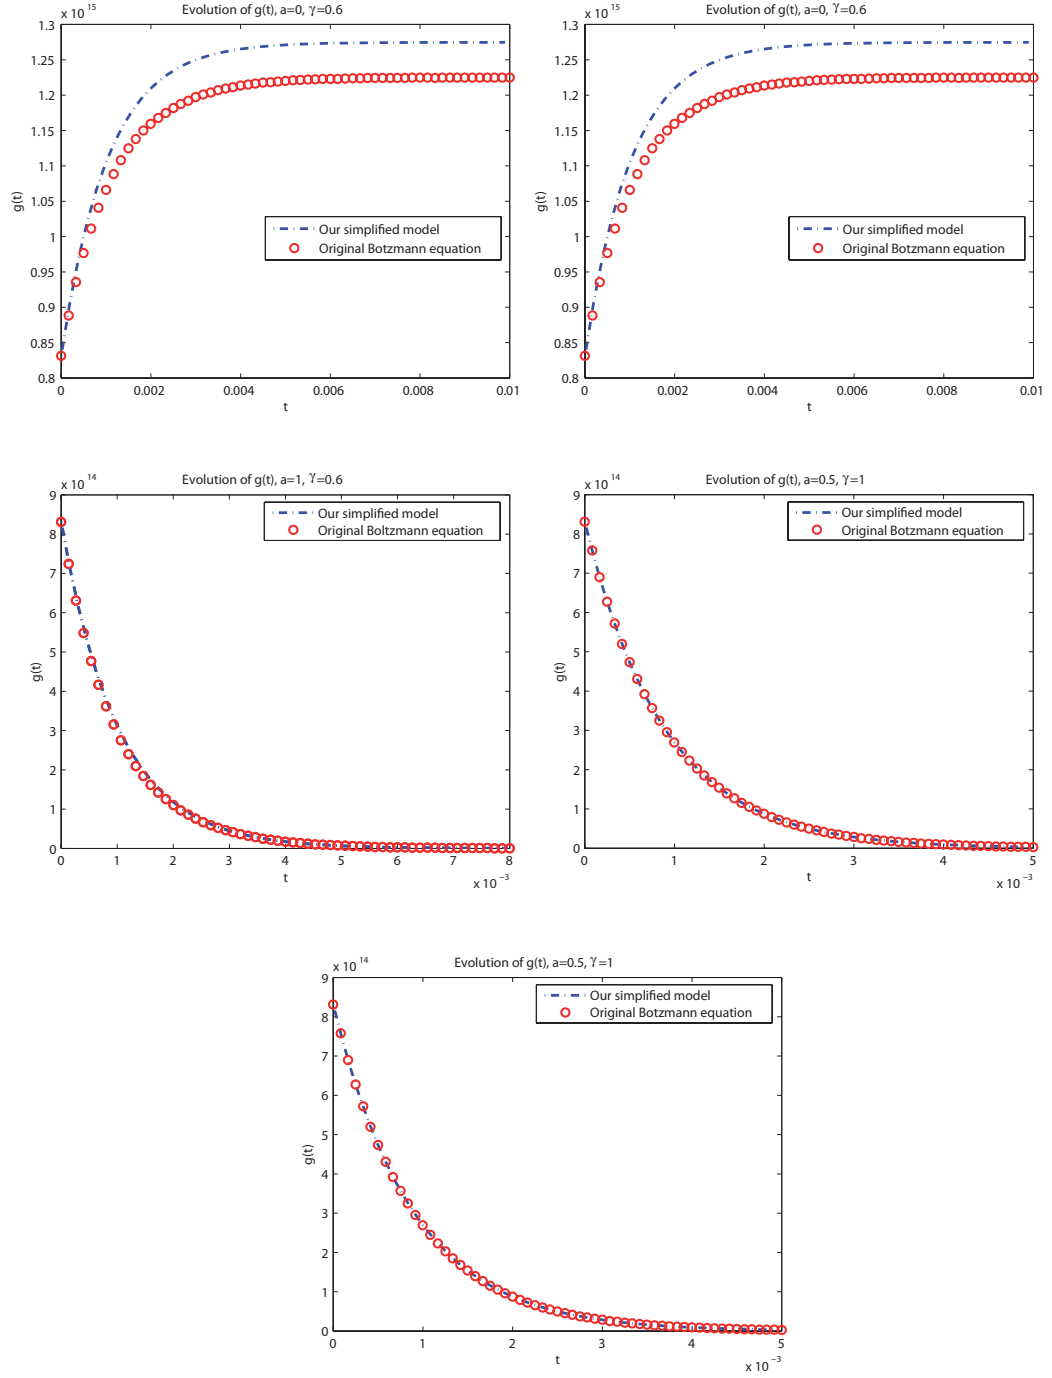 Evolution of g(t), a=0, γ=0.6
x 10^15
1.3
1.25
1.2
1.15
1.1
1.05
1
0.95
0.9
0.85
0.8
g(t)
Our simplified model
Original Botzmann equation
0 0.002 0.004 0.006 0.008 0.01
t
Evolution of g(t), a=0, γ=0.6
x 10^15
1.3
1.25
1.2
1.15
1.1
1.05
1
0.95
0.9
0.85
0.8
g(t)
Our simplified model
Original Botzmann equation
0 0.002 0.004 0.006 0.008 0.01
t
Evolution of g(t), a=1, γ=0.6
x 10^14
9
8
7
6
5
4
3
2
1
0
g(t)
Our simplified model
Original Boltzmann equation
0 1 2 3 4 5 6 7 8
t
x 10^−3
Evolution of g(t), a=0.5, γ=1
x 10^14
9
8
7
6
5
4
3
2
1
0
g(t)
Our simplified model
Original Botzmann equation
0 1 2 3 4 5
t
x 10^−3
Evolution of g(t), a=0.5, γ=1
x 10^14
9
8
7
6
5
4
3
2
1
0
g(t)
Our simplified model
Original Botzmann equation
0 1 2 3 4 5
t
x 10^−3